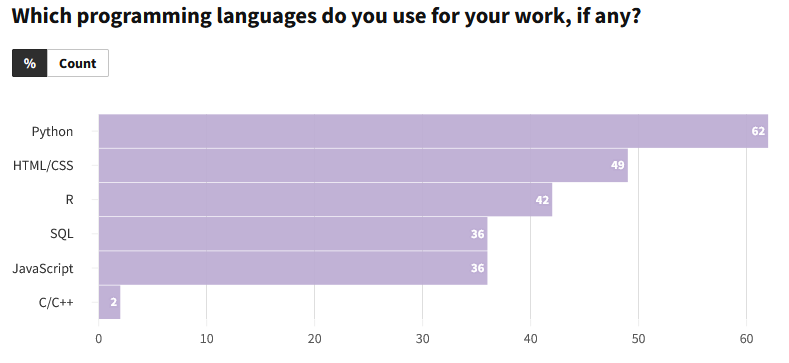 Which programming languages do you use for your work, if any?
% Count
Python 62
HTML/CSS 49
R 42
SQL 36
JavaScript 36
C/C++ 2
0 10 20 30 40 50 60